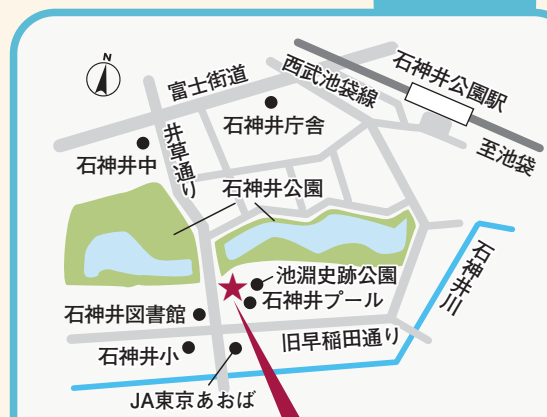 N
富士街道
西武池袋線
石神井公園駅
石神井庁舎
至池袋
石神井中
井草通り
石神井公園
石神井川
池淵史跡公園
石神井プール
石神井図書館
旧早稲田通り
石神井小
JA東京あおば